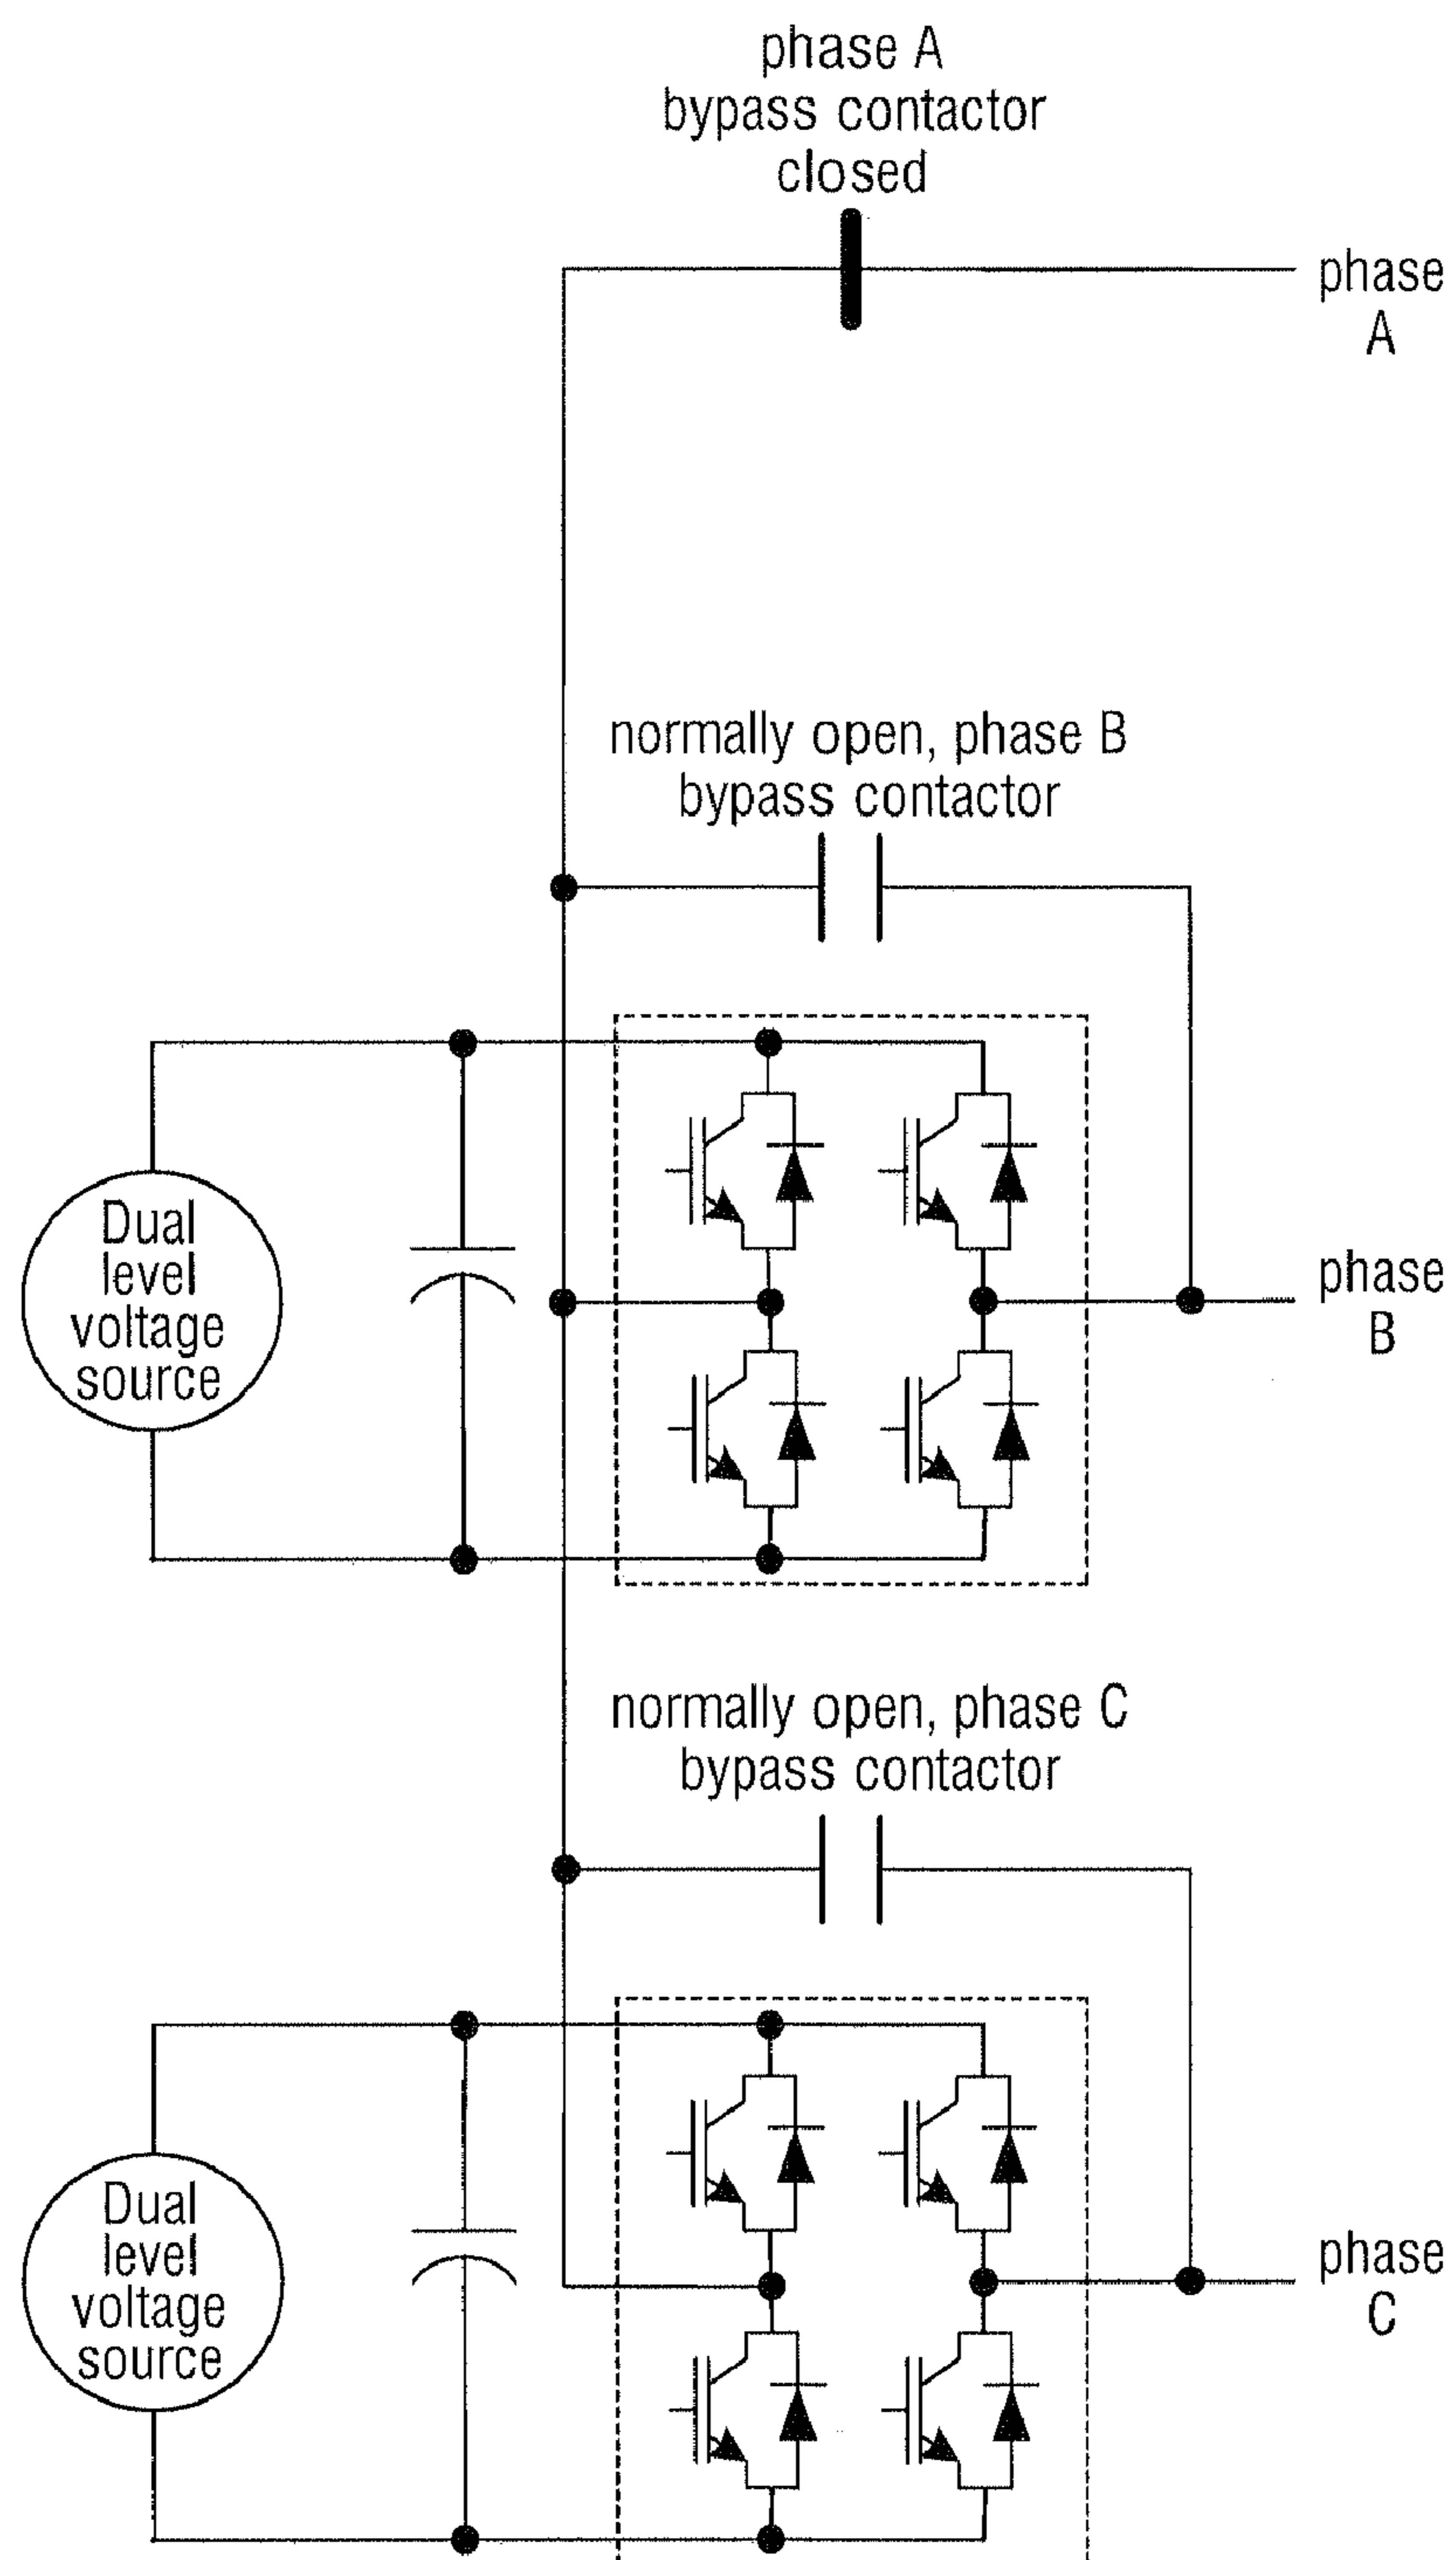 phase A
bypass contactor
closed
phase
A
normally open, phase B
bypass contactor
Dual
level
voltage
source
phase
B
normally open, phase C
bypass contactor
Dual
level
voltage
source
phase
C